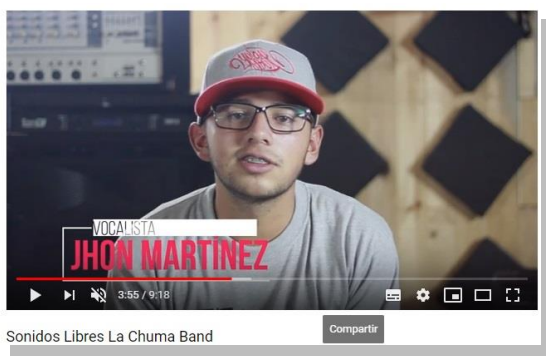 VOCALISTA
JHON MARTINEZ
3:55 / 9:18
Sonidos Libres La Chuma Band
Compartir